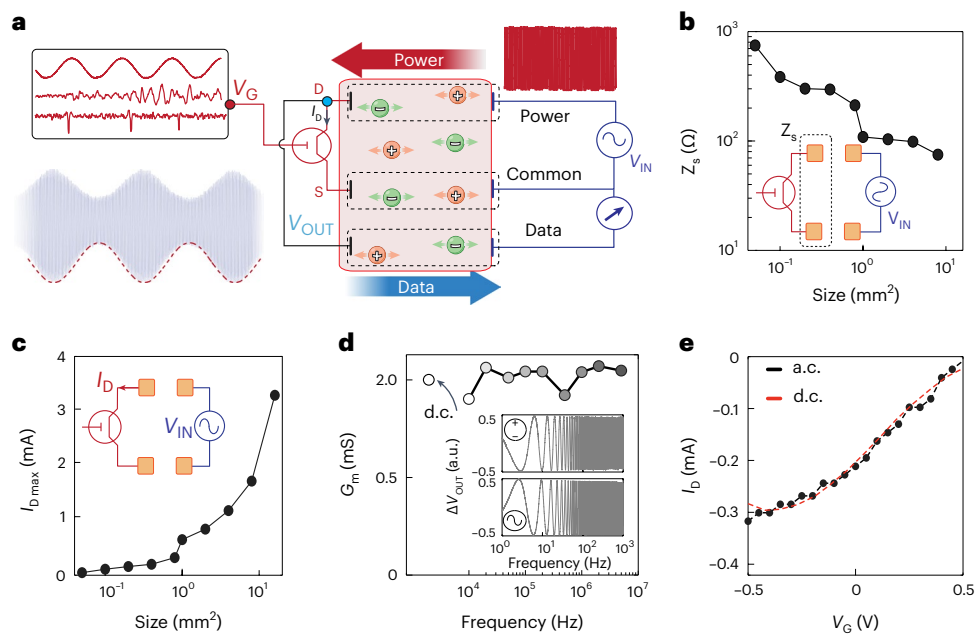 a
V_G
D
I_D
S
V_OUT
Power
Power
Common
Data
V_IN
Data
b
Z_s (Ω)
10^3
10^2
10^1
Z_s
V_IN
10^-1
10^0
10^1
Size (mm^2)
c
I_D max (mA)
4
3
2
1
0
I_D
V_IN
10^-1
10^0
10^1
Size (mm^2)
d
G_m (mS)
2.0
0.5
0
d.c.
ΔV_OUT (a.u.)
0.5
-0.5
0.5
-0.5
10^0
10^1
10^2
10^3
Frequency (Hz)
10^4
10^5
10^6
10^7
Frequency (Hz)
e
I_D (mA)
0
-0.1
-0.2
-0.3
-0.4
a.c.
d.c.
-0.5
0
0.5
V_G (V)